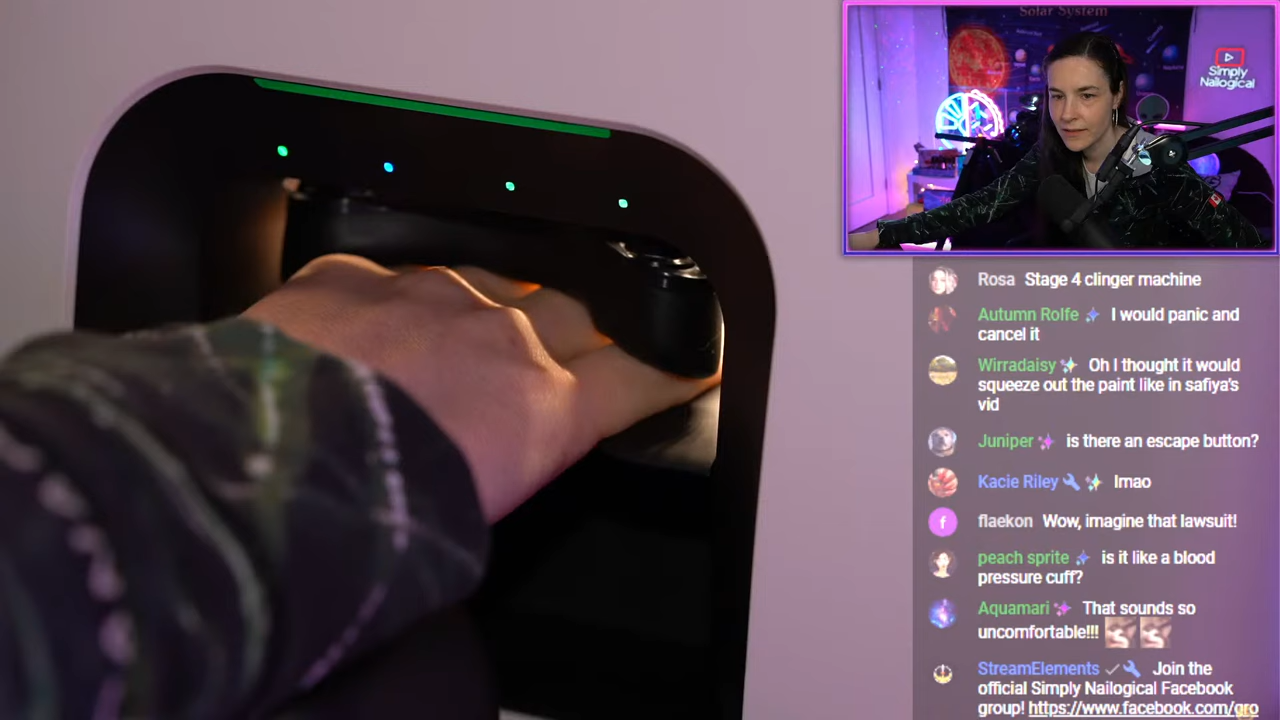 Solar System
Simply
Nailogical
Rosa Stage 4 clinger machine
Autumn Rolfe I would panic and
cancel it
Wirradaisy Oh I thought it would
squeeze out the paint like in safiya's
vid
Juniper is there an escape button?
Kacie Riley lmao
f flaekon Wow, imagine that lawsuit!
peach sprite is it like a blood
pressure cuff?
Aquamari That sounds so
uncomfortable!!!
StreamElements Join the
official Simply Nailogical Facebook
group! https://www.facebook.com/gro